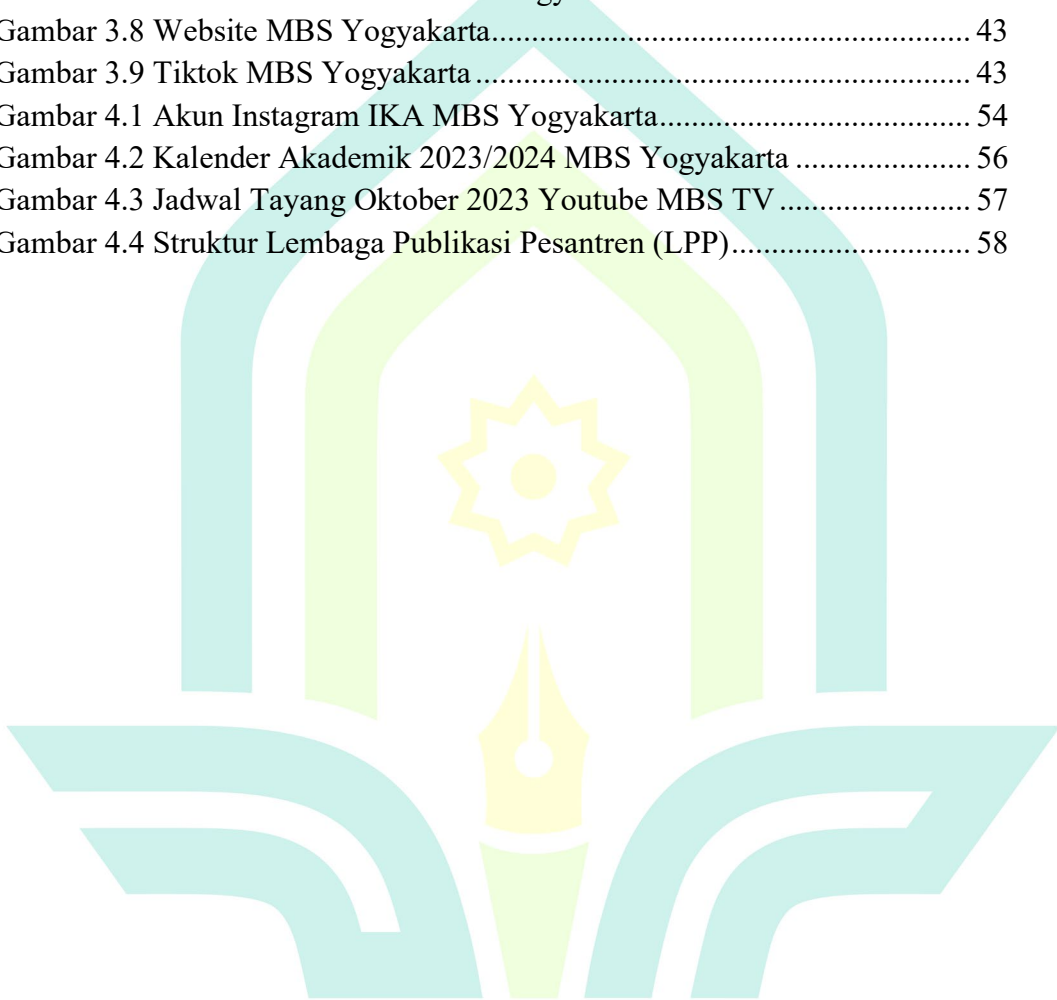 Gambar 3.8 Website MBS Yogyakarta........................................................... 43
Gambar 3.9 Tiktok MBS Yogyakarta ............................................................. 43
Gambar 4.1 Akun Instagram IKA MBS Yogyakarta....................................... 54
Gambar 4.2 Kalender Akademik 2023/2024 MBS Yogyakarta ...................... 56
Gambar 4.3 Jadwal Tayang Oktober 2023 Youtube MBS TV ........................ 57
Gambar 4.4 Struktur Lembaga Publikasi Pesantren (LPP).............................. 58